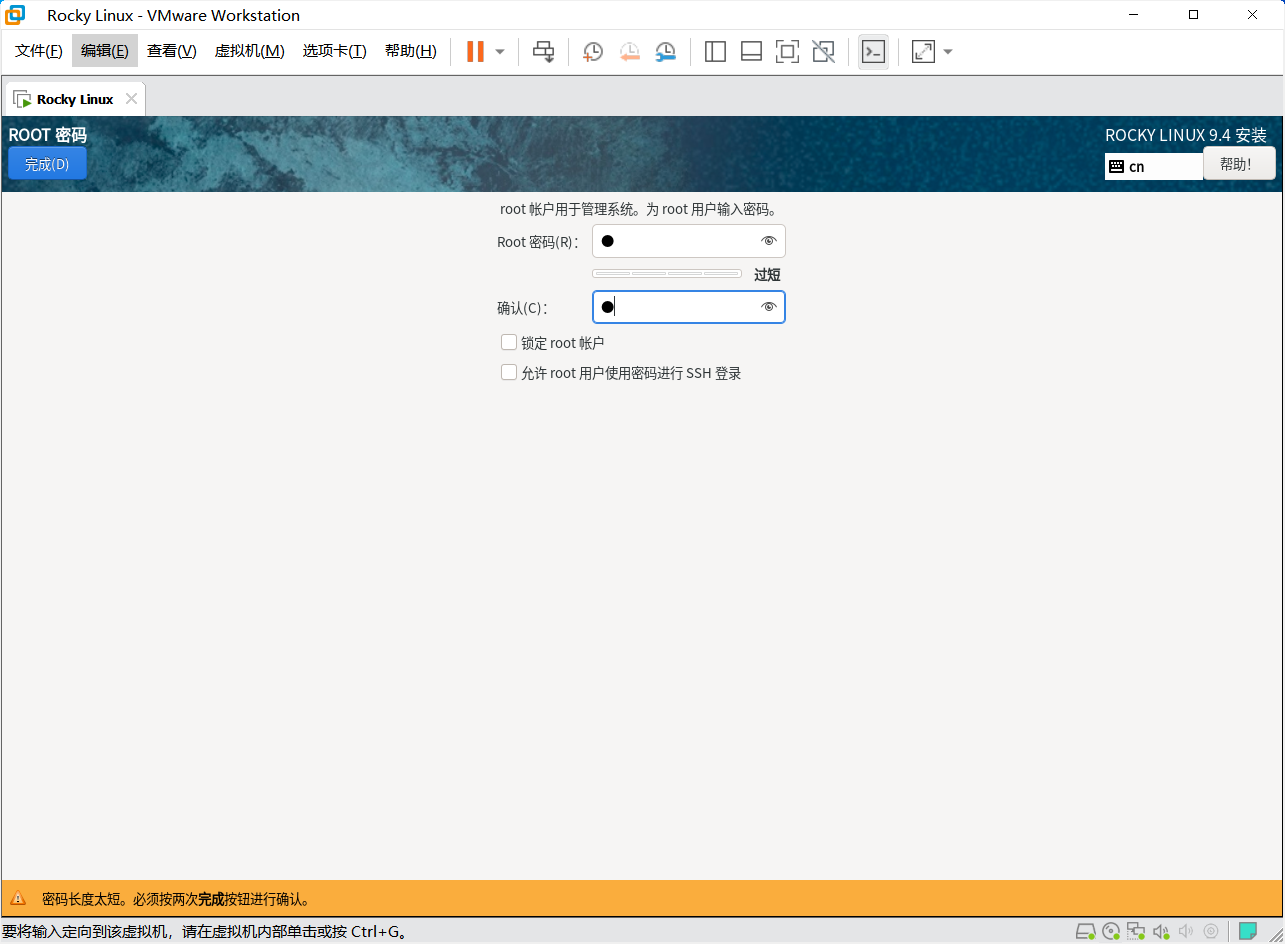 Rocky Linux - VMware Workstation
文件(F) 编辑(E) 查看(V) 虚拟机(M) 选项卡(T) 帮助(H)
Rocky Linux
ROOT 密码
ROCKY LINUX 9.4 安装
完成(D)
cn
帮助!
root 帐户用于管理系统。为 root 用户输入密码。
Root 密码(R):
过短
确认(C):
锁定 root 帐户
允许 root 用户使用密码进行 SSH 登录
密码长度太短。必须按两次完成按钮进行确认。
要将输入定向到该虚拟机，请在虚拟机内部单击或按 Ctrl+G。